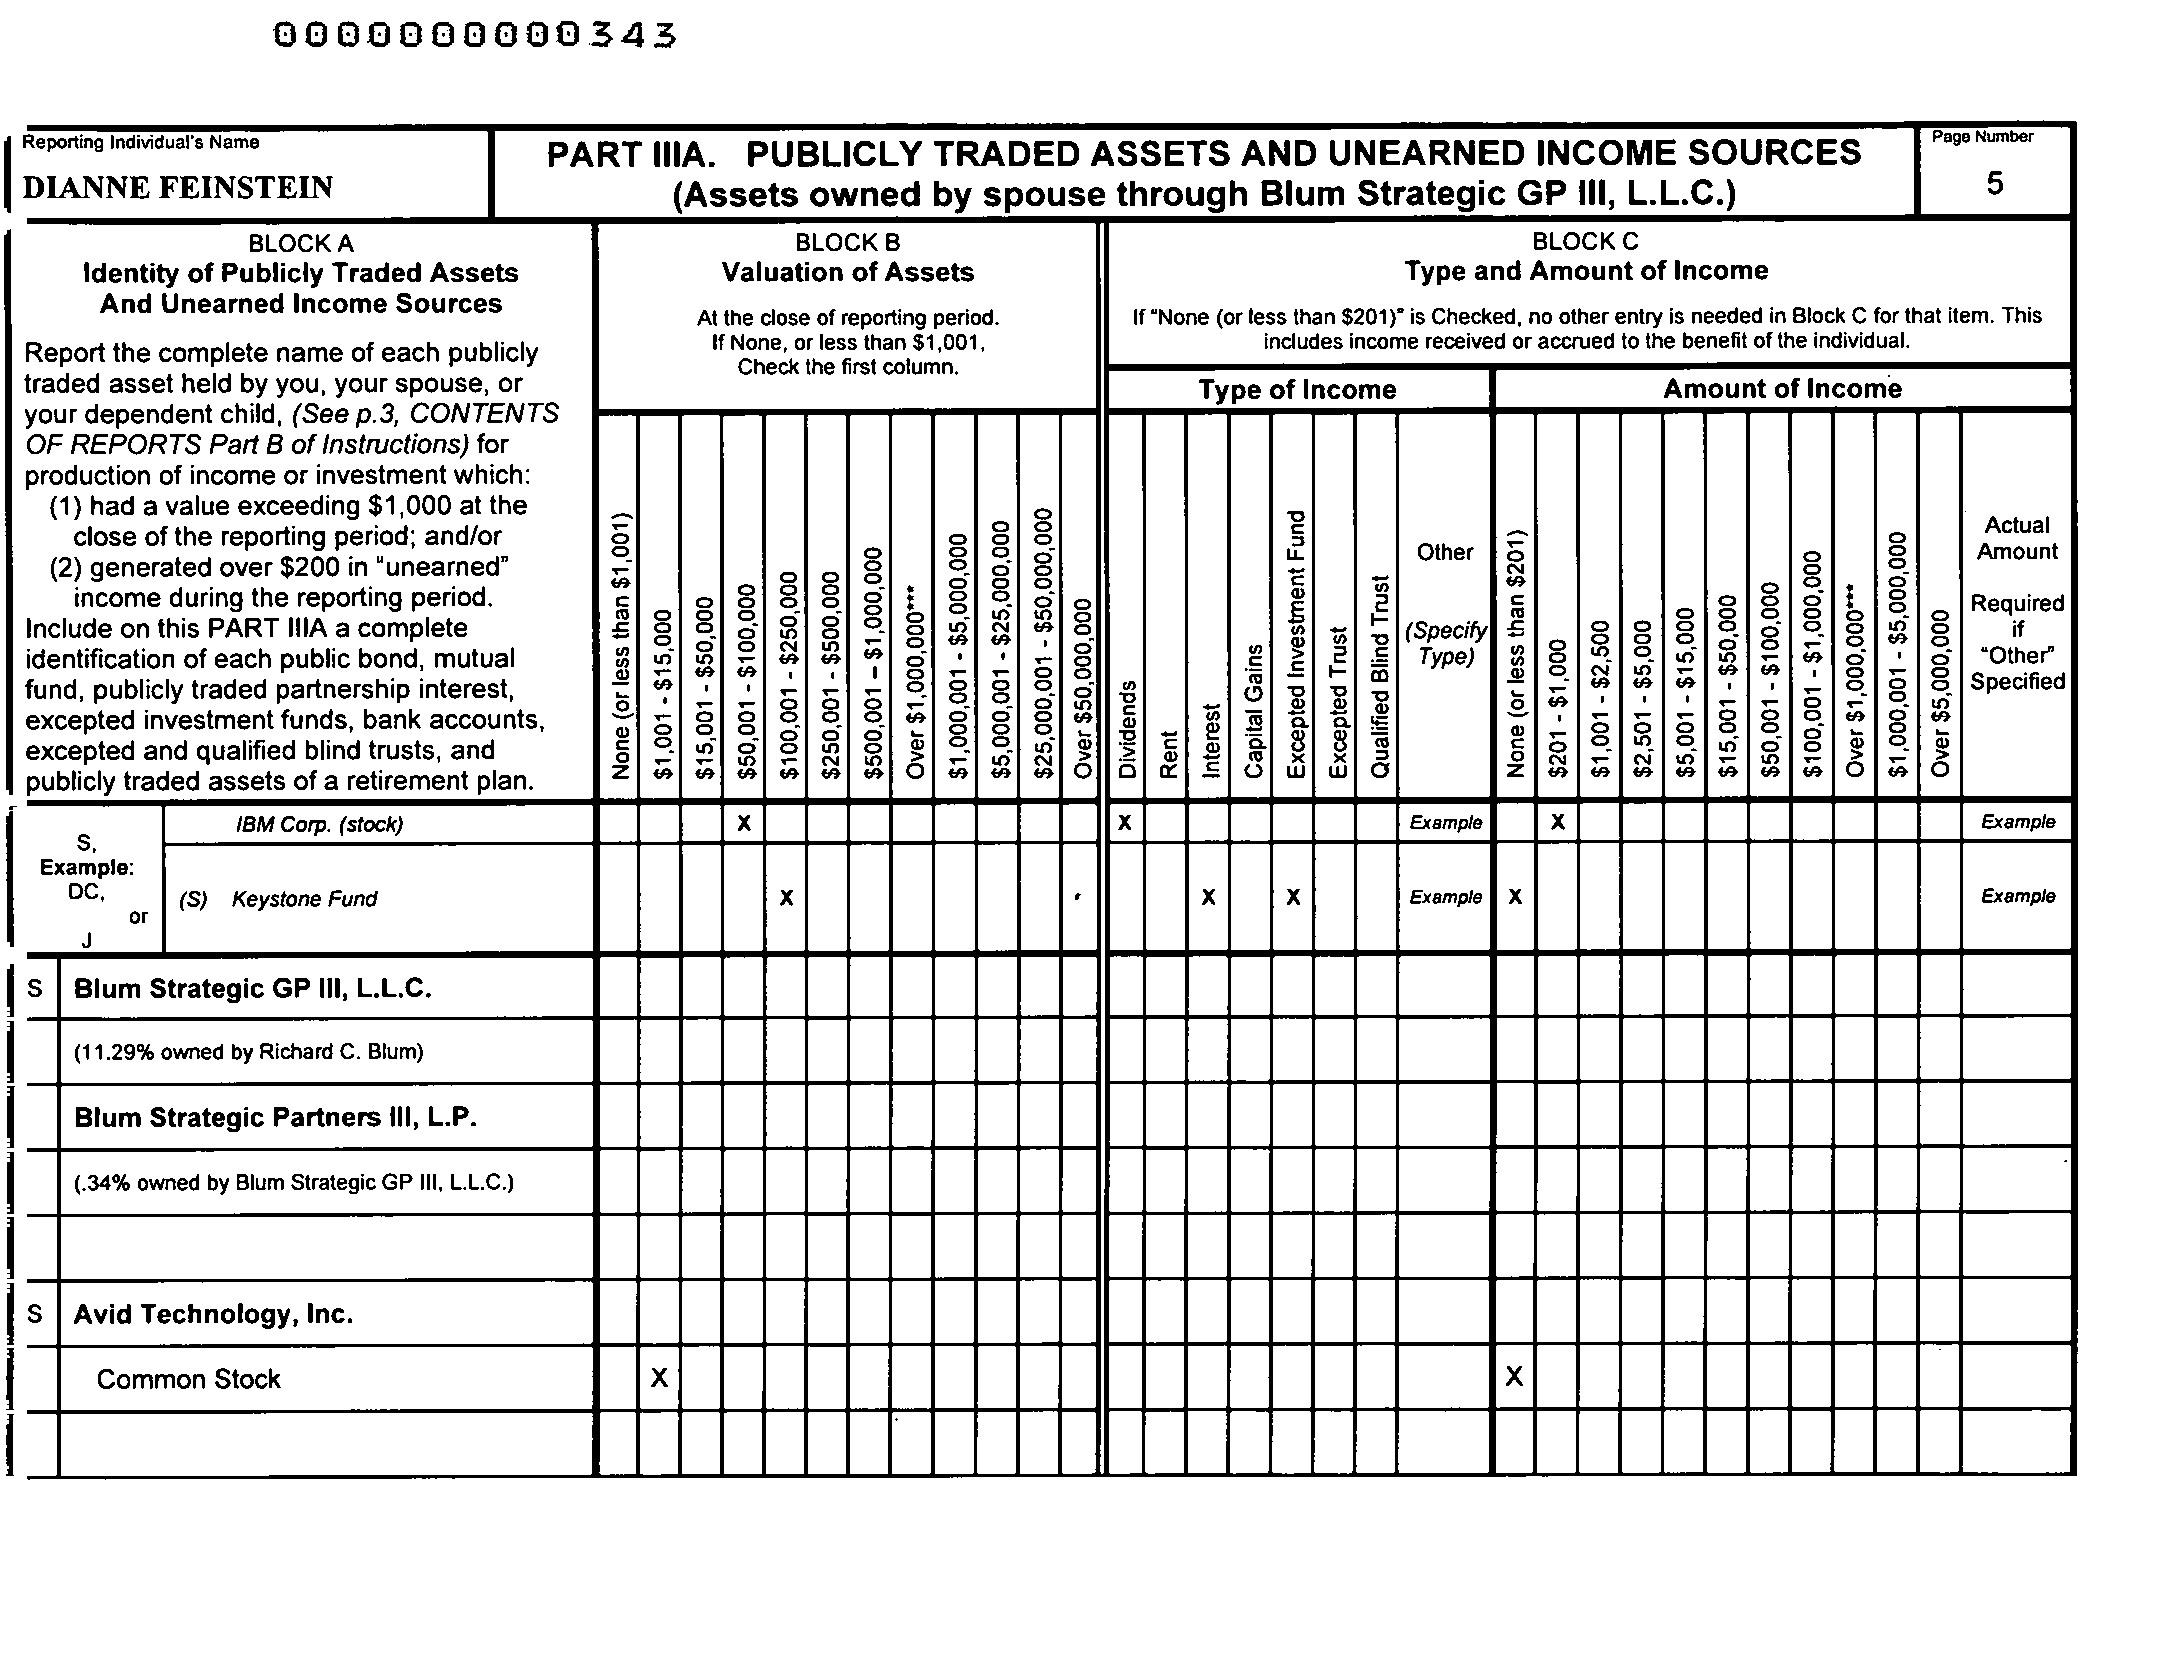 0000000000343
Reporting Individual's Name
DIANNE FEINSTEIN
PART IIIA. PUBLICLY TRADED ASSETS AND UNEARNED INCOME SOURCES
(Assets owned by spouse through Blum Strategic GP III, L.L.C.)
Page Number
5
BLOCK A
Identity of Publicly Traded Assets
And Unearned Income Sources
Report the complete name of each publicly
traded asset held by you, your spouse, or
your dependent child, (See p.3, CONTENTS
OF REPORTS Part B of Instructions) for
production of income or investment which:
(1) had a value exceeding $1,000 at the
close of the reporting period; and/or
(2) generated over $200 in "unearned"
income during the reporting period.
Include on this PART IIIA a complete
identification of each public bond, mutual
fund, publicly traded partnership interest,
excepted investment funds, bank accounts,
excepted and qualified blind trusts, and
publicly traded assets of a retirement plan.
BLOCK B
Valuation of Assets
At the close of reporting period.
If None, or less than $1,001,
Check the first column.
None (or less than $1,001)
$1,001 - $15,000
$15,001 - $50,000
$50,001 - $100,000
$100,001 - $250,000
$250,001 - $500,000
$500,001 – $1,000,000
Over $1,000,000***
$1,000,001 - $5,000,000
$5,000,001 - $25,000,000
$25,000,001 - $50,000,000
Over $50,000,000
BLOCK C
Type and Amount of Income
If "None (or less than $201)" is Checked, no other entry is needed in Block C for that item. This
includes income received or accrued to the benefit of the individual.
Type of Income
Dividends
Rent
Interest
Capital Gains
Excepted Investment Fund
Excepted Trust
Qualified Blind Trust
Other
(Specify
Type)
Amount of Income
None (or less than $201)
$201 - $1,000
$1,001 - $2,500
$2,501 - $5,000
$5,001 - $15,000
$15,001 - $50,000
$50,001 - $100,000
$100,001 - $1,000,000
Over $1,000,000***
$1,000,001 - $5,000,000
Over $5,000,000
Actual
Amount
Required
if
"Other"
Specified
S,
Example:
DC,
or
J
IBM Corp. (stock) X X Example X Example
(S) Keystone Fund X X X Example X Example
S Blum Strategic GP III, L.L.C.
(11.29% owned by Richard C. Blum)
Blum Strategic Partners III, L.P.
(.34% owned by Blum Strategic GP III, L.L.C.)
S Avid Technology, Inc.
Common Stock X X